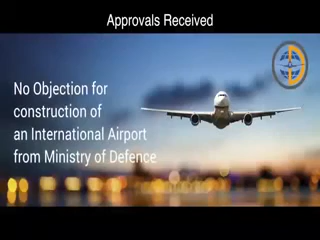 Approvals Received
No Objection for
construction of
an International Airport
from Ministry of Defence